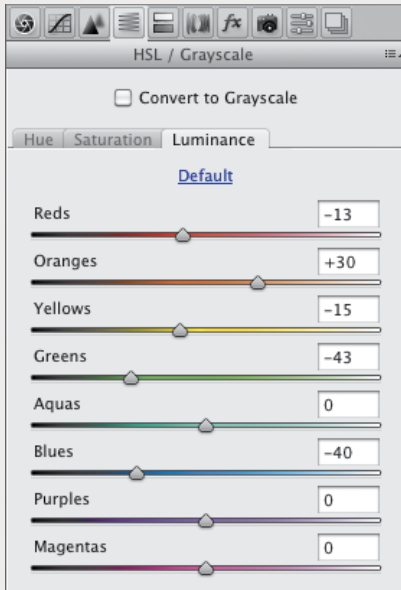 fx
HSL / Grayscale
Convert to Grayscale
Hue Saturation Luminance
Default
Reds -13
Oranges +30
Yellows -15
Greens -43
Aquas 0
Blues -40
Purples 0
Magentas 0